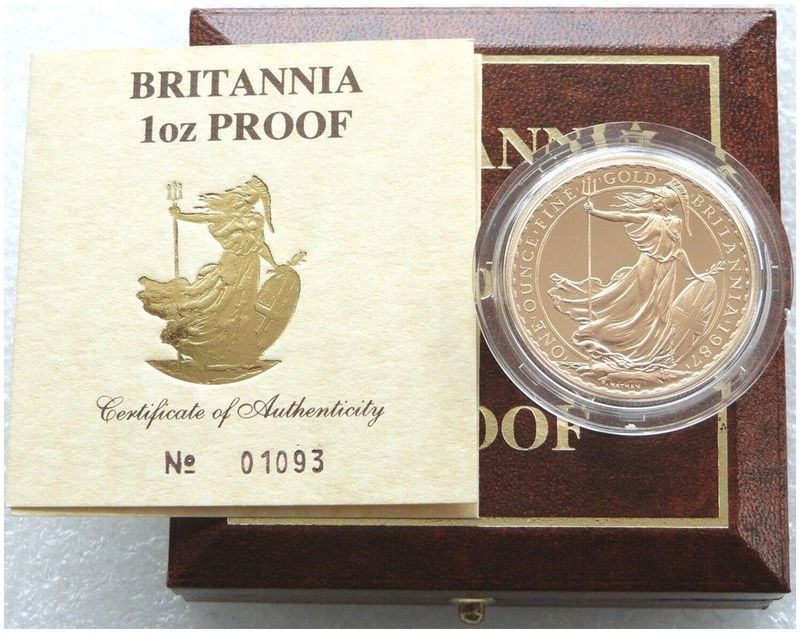 BRITANNIA
1oz PROOF
Certificate of Authenticity
№ 01093
ONE·OUNCE·FINE·GOLD·BRITANNIA·1987
P. NATHAN